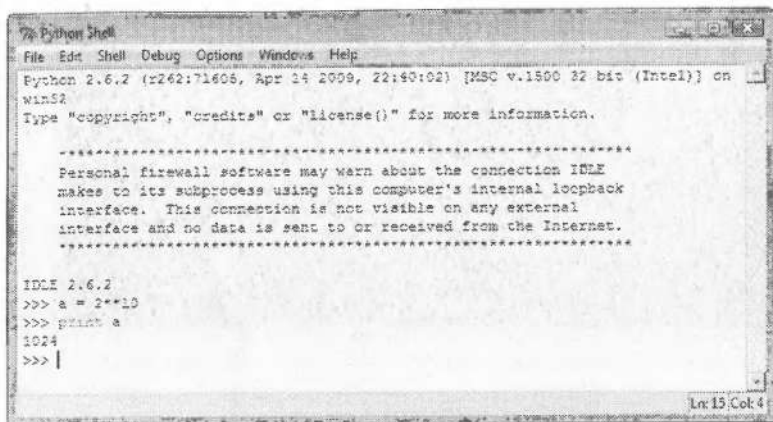 Python Shell
File Edit Shell Debug Options Windows Help
Python 2.6.2 (r262:71605, Apr 14 2009, 22:40:02) [MSC v.1500 32 bit (Intel)] on
win32
Type "copyright", "credits" or "license()" for more information.
****************************************************************
Personal firewall software may warn about the connection IDLE
makes to its subprocess using this computer's internal loopback
interface. This connection is not visible on any external
interface and no data is sent to or received from the Internet.
****************************************************************
IDLE 2.6.2
>>> a = 2**10
>>> print a
1024
>>>
Ln: 15 Col: 4